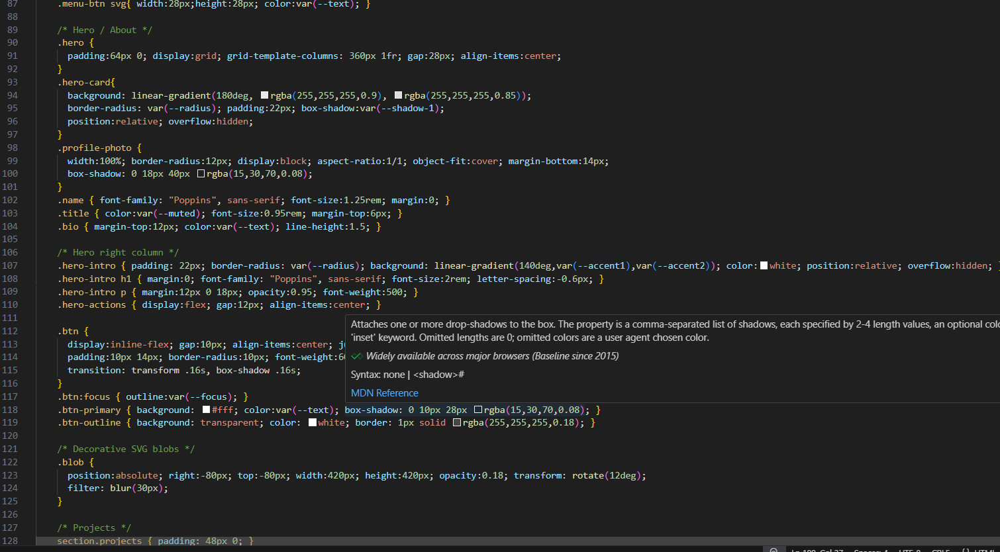 87 .menu-btn svg{ width:28px;height:28px; color:var(--text); }
88
89 /* Hero / About */
90 .hero {
91 padding:64px 0; display:grid; grid-template-columns: 360px 1fr; gap:28px; align-items:center;
92 }
93 .hero-card{
94 background: linear-gradient(180deg, rgba(255,255,255,0.9), rgba(255,255,255,0.85));
95 border-radius: var(--radius); padding:22px; box-shadow:var(--shadow-1);
96 position:relative; overflow:hidden;
97 }
98 .profile-photo {
99 width:100%; border-radius:12px; display:block; aspect-ratio:1/1; object-fit:cover; margin-bottom:14px;
100 box-shadow: 0 18px 40px rgba(15,30,70,0.08);
101 }
102 .name { font-family: "Poppins", sans-serif; font-size:1.25rem; margin:0; }
103 .title { color:var(--muted); font-size:0.95rem; margin-top:6px; }
104 .bio { margin-top:12px; color:var(--text); line-height:1.5; }
105
106 /* Hero right column */
107 .hero-intro { padding: 22px; border-radius: var(--radius); background: linear-gradient(140deg,var(--accent1),var(--accent2)); color: white; position:relative; overflow:hidden; }
108 .hero-intro h1 { margin:0; font-family: "Poppins", sans-serif; font-size:2rem; letter-spacing:-0.6px; }
109 .hero-intro p { margin:12px 0 18px; opacity:0.95; font-weight:500; }
110 .hero-actions { display:flex; gap:12px; align-items:center; }
111
112 .btn {
113 display:inline-flex; gap:10px; align-items:center;
114 padding:10px 14px; border-radius:10px; font-weight:
115 transition: transform .16s, box-shadow .16s;
116 }
Attaches one or more drop-shadows to the box. The property is a comma-separated list of shadows, each specified by 2-4 length values, an optional
'inset' keyword. Omitted lengths are 0; omitted colors are a user agent chosen color.
Widely available across major browsers (Baseline since 2015)
Syntax: none | <shadow>#
MDN Reference
117 .btn:focus { outline:var(--focus); }
118 .btn-primary { background: #fff; color:var(--text); box-shadow: 0 10px 28px rgba(15,30,70,0.08); }
119 .btn-outline { background: transparent; color: white; border: 1px solid rgba(255,255,255,0.18); }
120
121 /* Decorative SVG blobs */
122 .blob {
123 position:absolute; right:-80px; top:-80px; width:420px; height:420px; opacity:0.18; transform: rotate(12deg);
124 filter: blur(30px);
125 }
126
127 /* Projects */
128 section.projects { padding: 48px 0; }